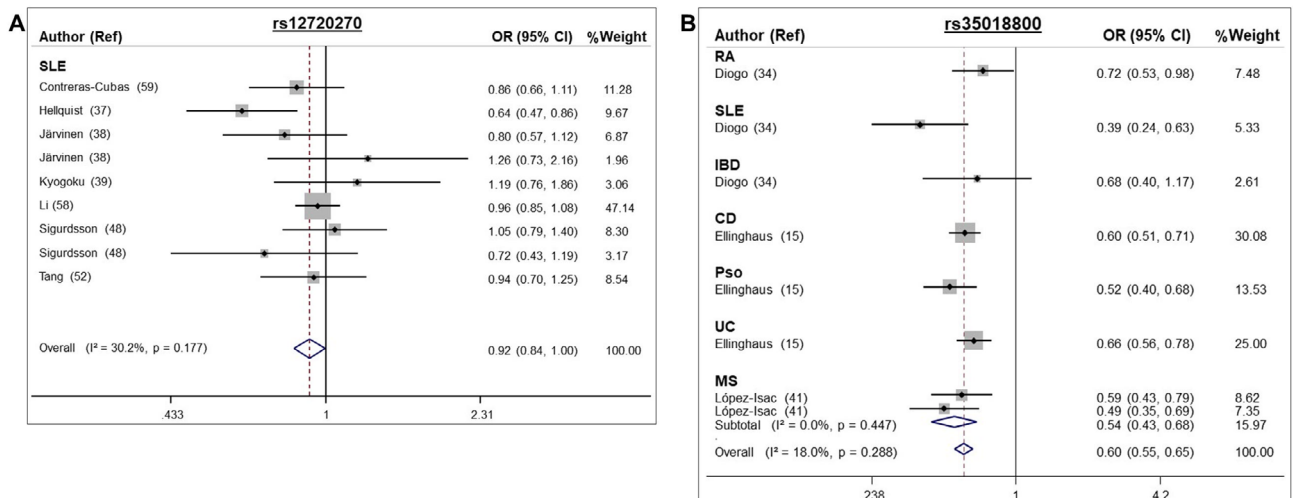 A
rs12720270
Author (Ref) OR (95% CI) %Weight
SLE
Contreras-Cubas (59) 0.86 (0.66, 1.11) 11.28
Hellquist (37) 0.64 (0.47, 0.86) 9.67
Järvinen (38) 0.80 (0.57, 1.12) 6.87
Järvinen (38) 1.26 (0.73, 2.16) 1.96
Kyogoku (39) 1.19 (0.76, 1.86) 3.06
Li (58) 0.96 (0.85, 1.08) 47.14
Sigurdsson (48) 1.05 (0.79, 1.40) 8.30
Sigurdsson (48) 0.72 (0.43, 1.19) 3.17
Tang (52) 0.94 (0.70, 1.25) 8.54
Overall (I² = 30.2%, p = 0.177) 0.92 (0.84, 1.00) 100.00
.433 1 2.31
B
rs35018800
Author (Ref) OR (95% CI) %Weight
RA
Diogo (34) 0.72 (0.53, 0.98) 7.48
SLE
Diogo (34) 0.39 (0.24, 0.63) 5.33
IBD
Diogo (34) 0.68 (0.40, 1.17) 2.61
CD
Ellinghaus (15) 0.60 (0.51, 0.71) 30.08
Pso
Ellinghaus (15) 0.52 (0.40, 0.68) 13.53
UC
Ellinghaus (15) 0.66 (0.56, 0.78) 25.00
MS
López-Isac (41) 0.59 (0.43, 0.79) 8.62
López-Isac (41) 0.49 (0.35, 0.69) 7.35
Subtotal (I² = 0.0%, p = 0.447) 0.54 (0.43, 0.68) 15.97
.
Overall (I² = 18.0%, p = 0.288) 0.60 (0.55, 0.65) 100.00
.238 1 4.2